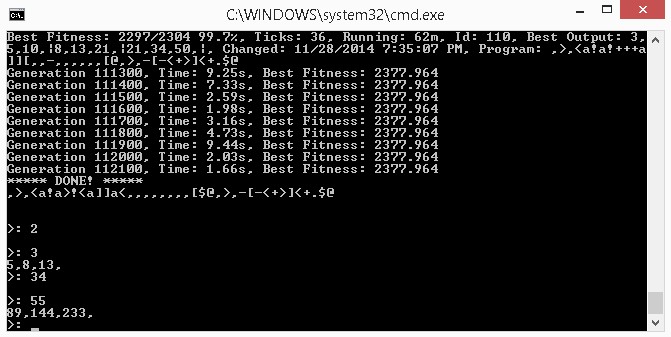 C:\WINDOWS\system32\cmd.exe
Best Fitness: 2297/2304 99.7%, Ticks: 36, Running: 62m, Id: 110, Best Output: 3,
5,10,¦8,13,21,¦21,34,50,¦, Changed: 11/28/2014 7:35:07 PM, Program: ,>,<a!a!+++a
]][,,-,,,,,,[@,>,-[-<+>]<+.$@
Generation 111300, Time: 9.25s, Best Fitness: 2377.964
Generation 111400, Time: 7.33s, Best Fitness: 2377.964
Generation 111500, Time: 2.59s, Best Fitness: 2377.964
Generation 111600, Time: 1.98s, Best Fitness: 2377.964
Generation 111700, Time: 3.16s, Best Fitness: 2377.964
Generation 111800, Time: 4.73s, Best Fitness: 2377.964
Generation 111900, Time: 9.44s, Best Fitness: 2377.964
Generation 112000, Time: 2.03s, Best Fitness: 2377.964
Generation 112100, Time: 1.66s, Best Fitness: 2377.964
***** DONE! *****
,>,<a!a>!<a]]a<,,,,,,,,[$@,>,-[-<+>]<+.$@
>: 2
>: 3
5,8,13,
>: 34
>: 55
89,144,233,
>: _